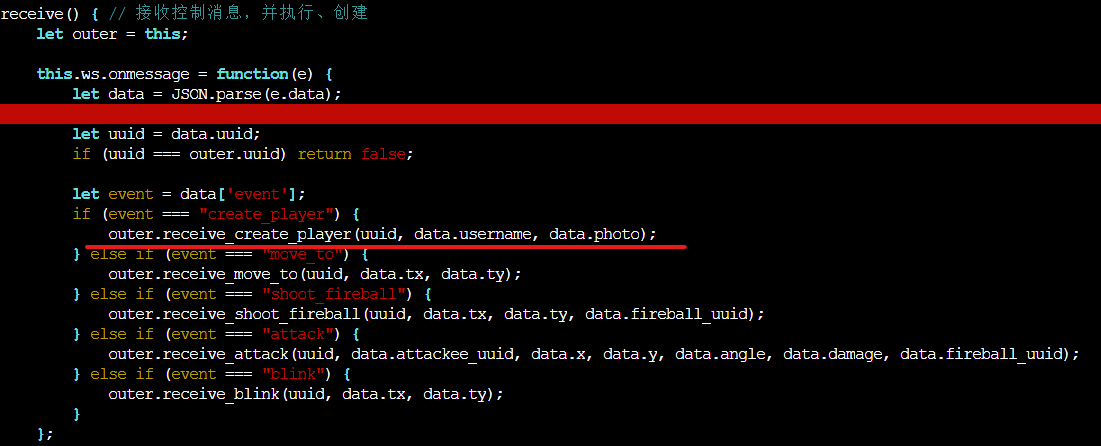 receive() { // 接收控制消息，并执行、创建
    let outer = this;
    this.ws.onmessage = function(e) {
        let data = JSON.parse(e.data);
        let uuid = data.uuid;
        if (uuid === outer.uuid) return false;
        let event = data['event'];
        if (event === "create_player") {
            outer.receive_create_player(uuid, data.username, data.photo);
        } else if (event === "move_to") {
            outer.receive_move_to(uuid, data.tx, data.ty);
        } else if (event === "shoot_fireball") {
            outer.receive_shoot_fireball(uuid, data.tx, data.ty, data.fireball_uuid);
        } else if (event === "attack") {
            outer.receive_attack(uuid, data.attackee_uuid, data.x, data.y, data.angle, data.damage, data.fireball_uuid);
        } else if (event === "blink") {
            outer.receive_blink(uuid, data.tx, data.ty);
        }
    };